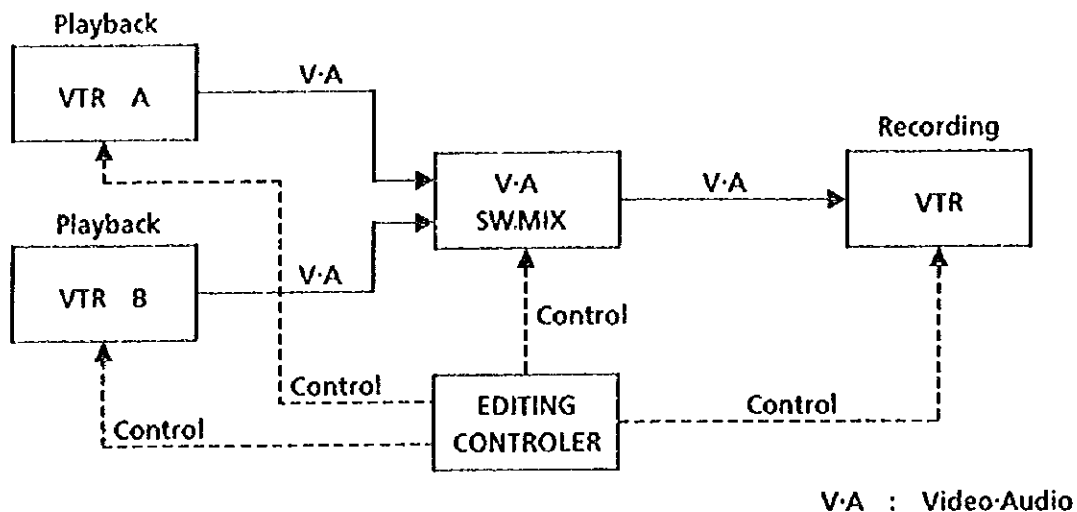 Playback
VTR A
V·A
Recording
V·A
SW.MIX
V·A
VTR
Playback
VTR B
V·A
Control
Control
EDITING
CONTROLER
Control
Control
V·A : Video·Audio